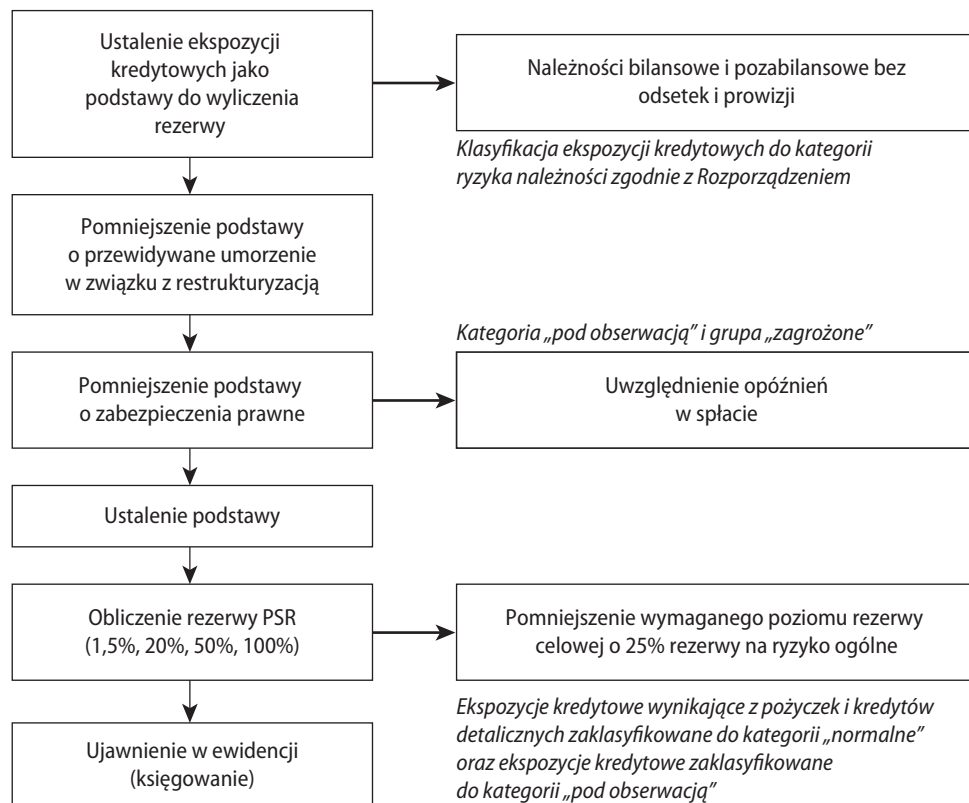 Ustalenie ekspozycji
kredytowych jako
podstawy do wyliczenia
rezerwy
Należności bilansowe i pozabilansowe bez
odsetek i prowizji
Klasyfikacja ekspozycji kredytowych do kategorii
ryzyka należności zgodnie z Rozporządzeniem
Pomniejszenie podstawy
o przewidywane umorzenie
w związku z restrukturyzacją
Kategoria „pod obserwacją” i grupa „zagrożone”
Pomniejszenie podstawy
o zabezpieczenia prawne
Uwzględnienie opóźnień
w spłacie
Ustalenie podstawy
Obliczenie rezerwy PSR
(1,5%, 20%, 50%, 100%)
Pomniejszenie wymaganego poziomu rezerwy
celowej o 25% rezerwy na ryzyko ogólne
Ekspozycje kredytowe wynikające z pożyczek i kredytów
detalicznych zaklasyfikowane do kategorii „normalne”
oraz ekspozycje kredytowe zaklasyfikowane
do kategorii „pod obserwacją”
Ujawnienie w ewidencji
(księgowanie)